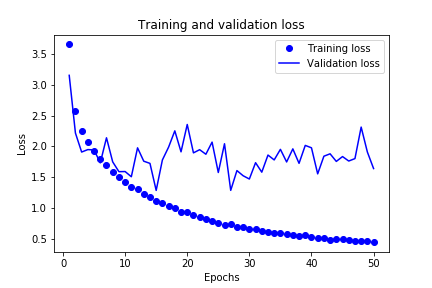 Training and validation loss
Training loss
Validation loss
3.5
3.0
2.5
2.0
1.5
1.0
0.5
Loss
0 10 20 30 40 50
Epochs